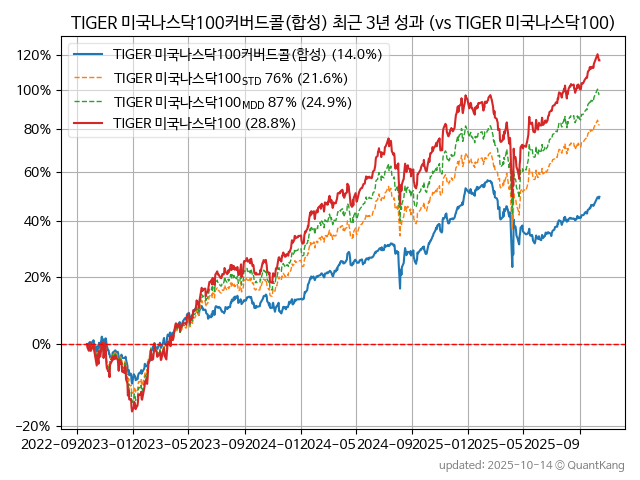 TIGER 미국나스닥100커버드콜(합성) 최근 3년 성과 (vs TIGER 미국나스닥100)
TIGER 미국나스닥100커버드콜(합성) (14.0%)
TIGER 미국나스닥100STD 76% (21.6%)
TIGER 미국나스닥100MDD 87% (24.9%)
TIGER 미국나스닥100 (28.8%)
120%
100%
80%
60%
40%
20%
0%
−20%
2022-09 2023-01 2023-05 2023-09 2024-01 2024-05 2024-09 2025-01 2025-05 2025-09
updated: 2025-10-14 © QuantKang